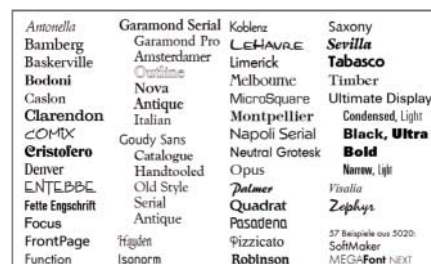 Antonella
Bamberg
Baskerville
Bodoni
Caslon
Clarendon
COMIX
Cristofero
Denver
ENTEBBE
Fette Engschrift
Focus
FrontPage
Function
Garamond Serial
Garamond Pro
Amsterdamer
Outline
Nova
Antique
Italian
Goudy Sans
Catalogue
Handtooled
Old Style
Serial
Antique
Hayden
Isonorm
Koblenz
LEHAVRE
Limerick
Melbourne
MicroSquare
Montpellier
Napoli Serial
Neutral Grotesk
Opus
Palmer
Quadrat
Pasadena
Pizzicato
Robinson
Saxony
Sevilla
Tabasco
Timber
Ultimate Display
Condensed, Light
Black, Ultra
Bold
Narrow, Light
Visalia
Zephyr
57 Beispiele aus 5020:
SoftMaker
MEGAFont NEXT